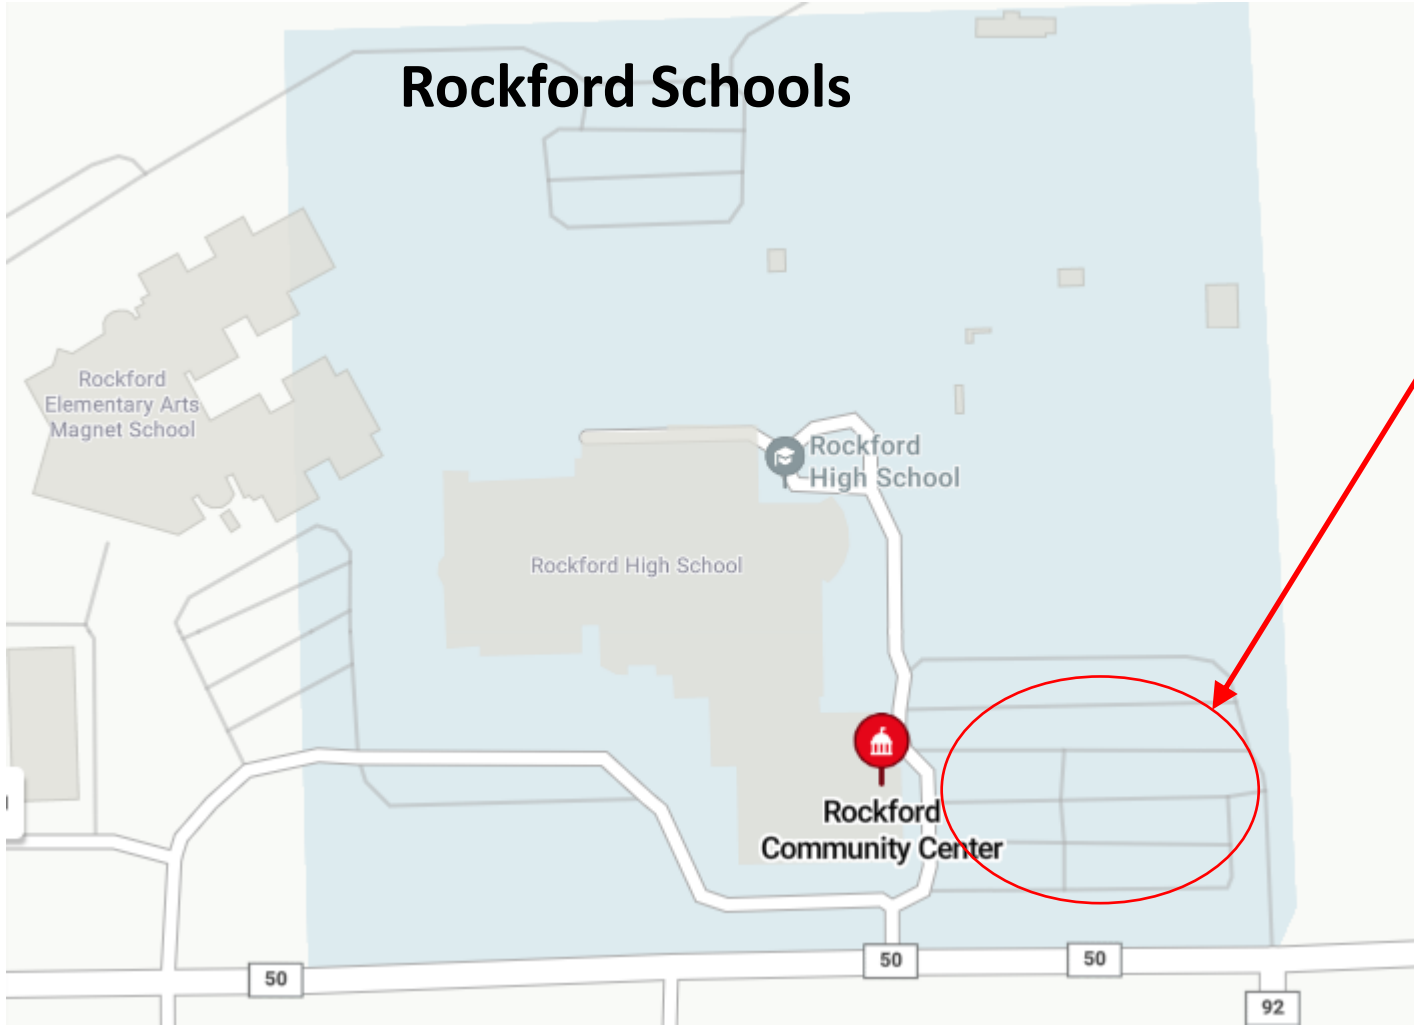 Rockford Schools
Rockford
Elementary Arts
Magnet School
Rockford
High School
Rockford High School
Rockford
Community Center
50
50
50
92